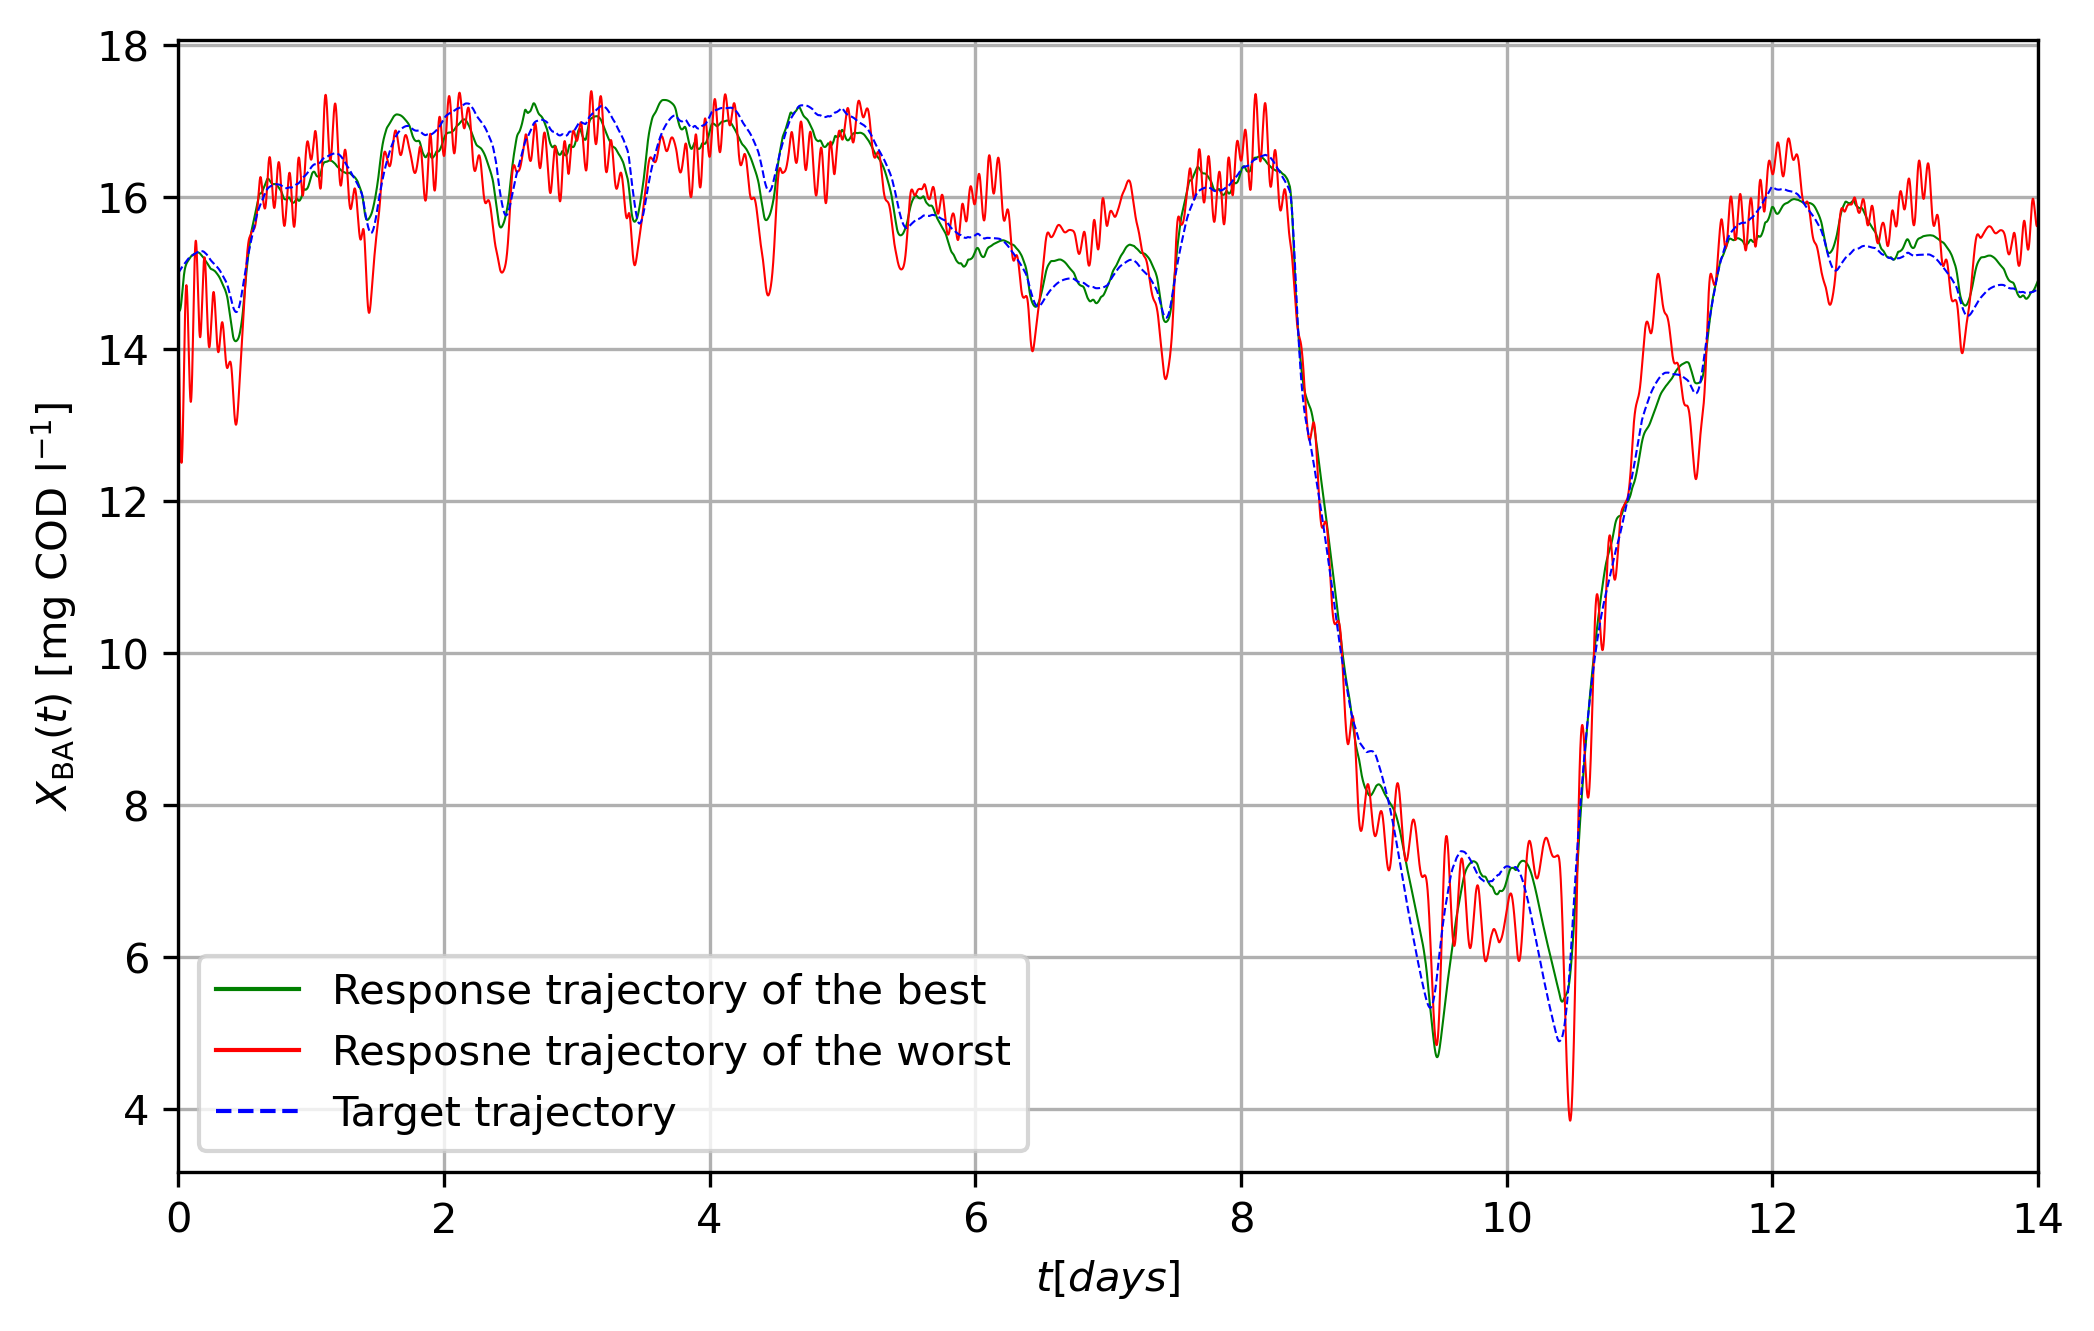 18
16
14
12
10
8
6
4
X_BA(t) [mg COD l⁻¹]
Response trajectory of the best
Resposne trajectory of the worst
Target trajectory
0 2 4 6 8 10 12 14
t[days]